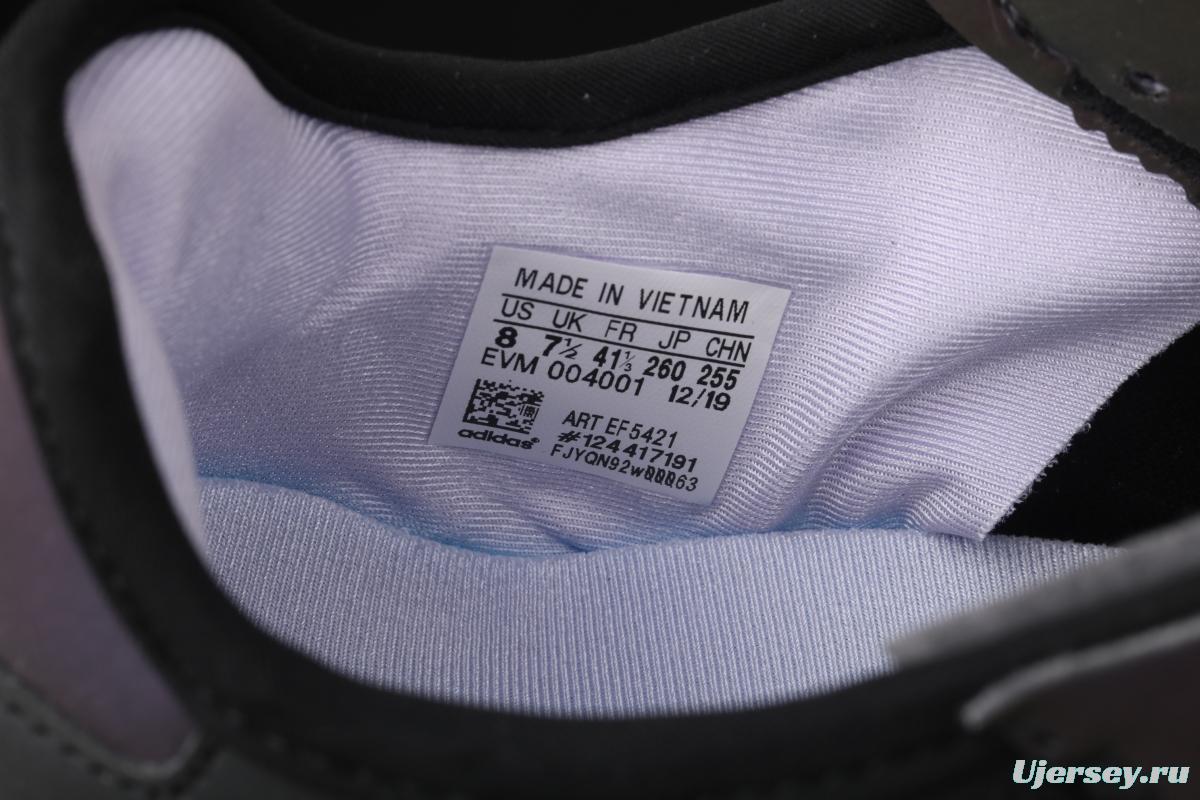 MADE IN VIETNAM
US UK FR JP CHN
8 7½ 41⅓ 260 255
EVM 004001 12/19
ART EF5421
#124417191
adidas
Ujersey.ru